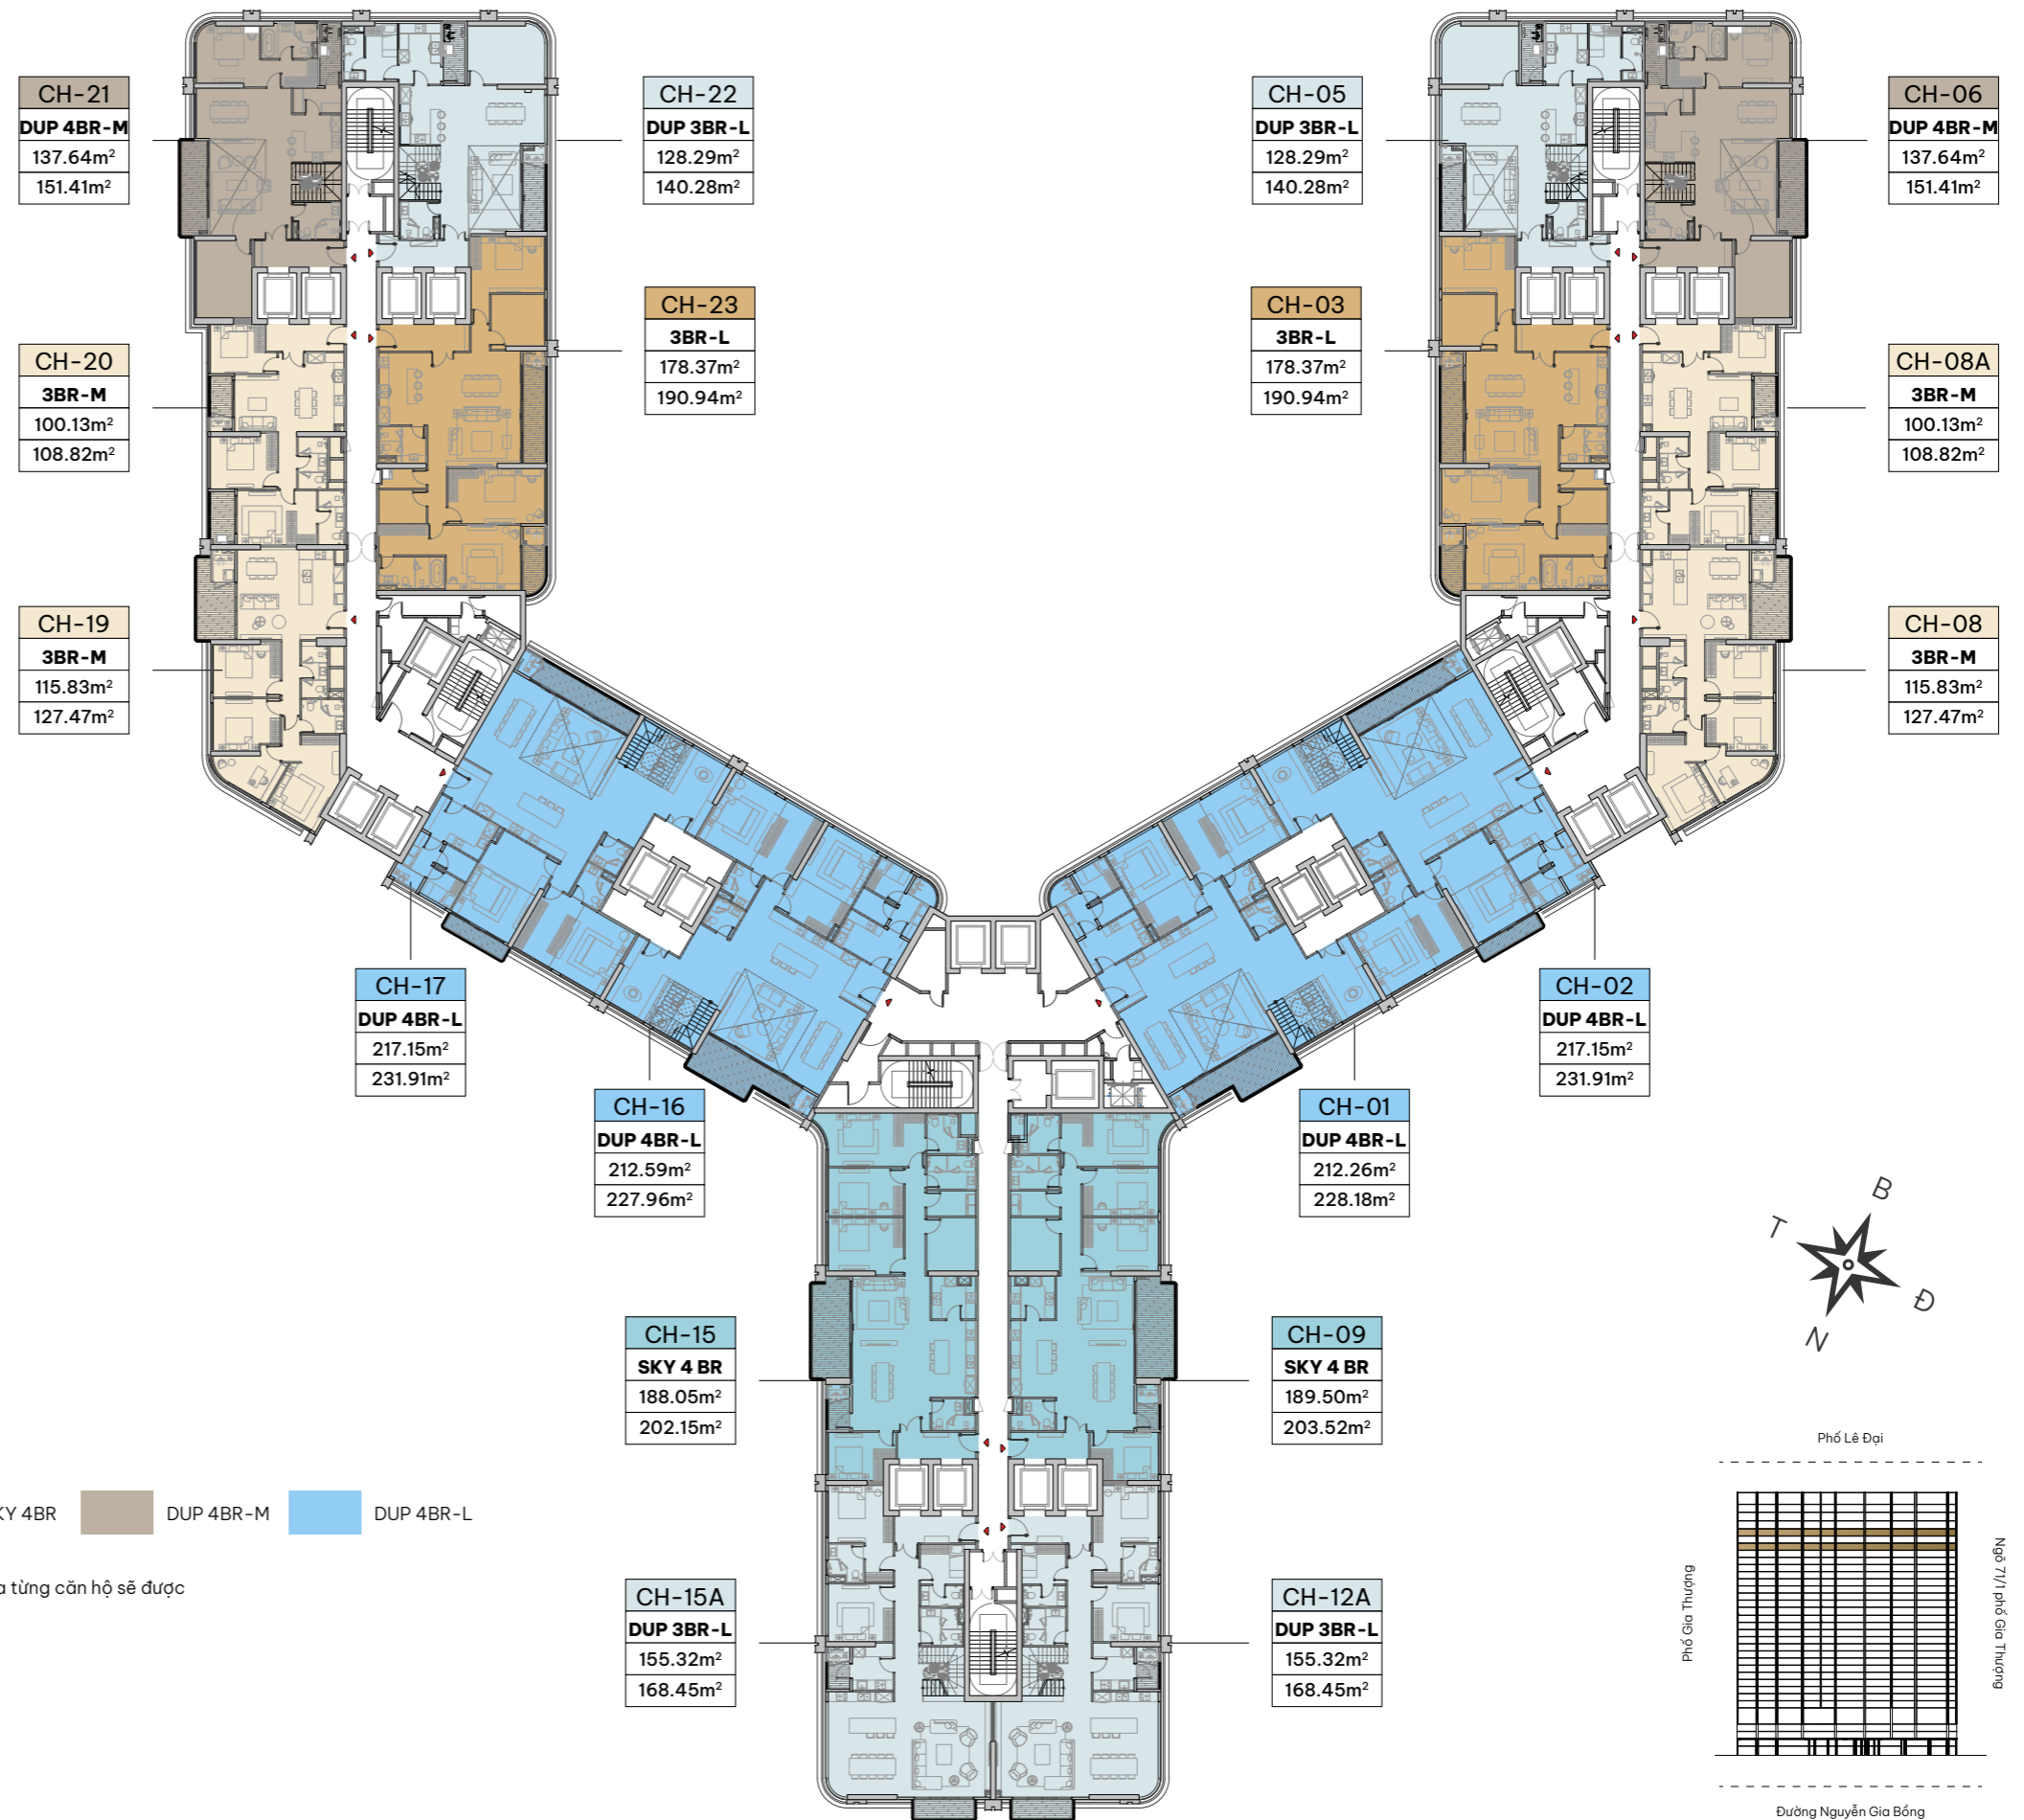 CH-21
DUP 4BR-M
137.64m²
151.41m²
CH-22
DUP 3BR-L
128.29m²
140.28m²
CH-05
DUP 3BR-L
128.29m²
140.28m²
CH-06
DUP 4BR-M
137.64m²
151.41m²
CH-23
3BR-L
178.37m²
190.94m²
CH-03
3BR-L
178.37m²
190.94m²
CH-20
3BR-M
100.13m²
108.82m²
CH-08A
3BR-M
100.13m²
108.82m²
CH-19
3BR-M
115.83m²
127.47m²
CH-08
3BR-M
115.83m²
127.47m²
CH-17
DUP 4BR-L
217.15m²
231.91m²
CH-02
DUP 4BR-L
217.15m²
231.91m²
CH-16
DUP 4BR-L
212.59m²
227.96m²
CH-01
DUP 4BR-L
212.26m²
228.18m²
B
T
Đ
N
CH-15
SKY 4 BR
188.05m²
202.15m²
CH-09
SKY 4 BR
189.50m²
203.52m²
KY 4BR
DUP 4BR-M
DUP 4BR-L
từng căn hộ sẽ được
CH-15A
DUP 3BR-L
155.32m²
168.45m²
CH-12A
DUP 3BR-L
155.32m²
168.45m²
Phố Lê Đại
Phố Gia Thượng
Ngõ 71/1 phố Gia Thượng
Đường Nguyễn Gia Bồng